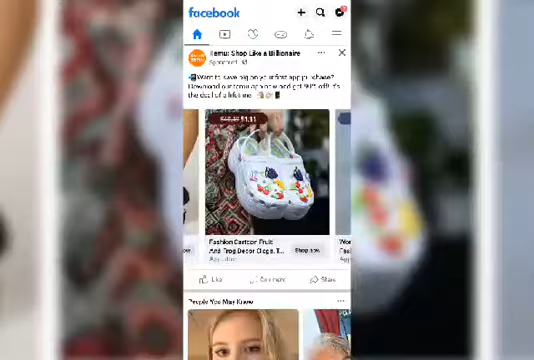 facebook
Temu: Shop Like a Billionaire
Sponsored
Want to save big on your first app purchase?
Download our temu app now and get 90% off! It's
the deal of a lifetime
$1.11
Fashion Cartoon Fruit
And Frog Decor Clogs, T...
Shop now
Like
Comment
Share
People You May Know